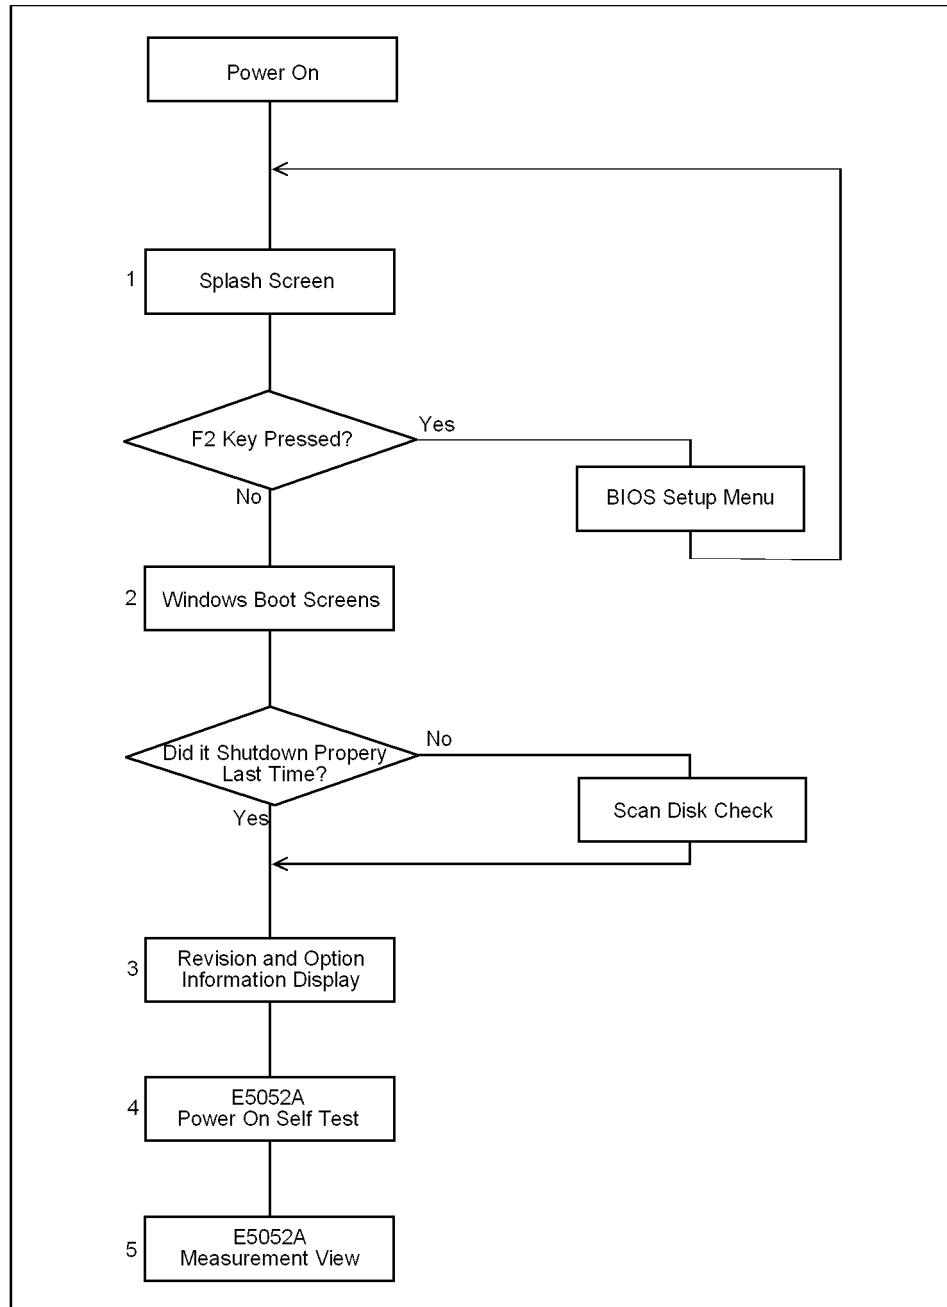 Power On
1
Splash Screen
F2 Key Pressed?
Yes
No
BIOS Setup Menu
2
Windows Boot Screens
Did it Shutdown Propery
Last Time?
No
Yes
Scan Disk Check
3
Revision and Option
Information Display
4
E5052A
Power On Self Test
5
E5052A
Measurement View